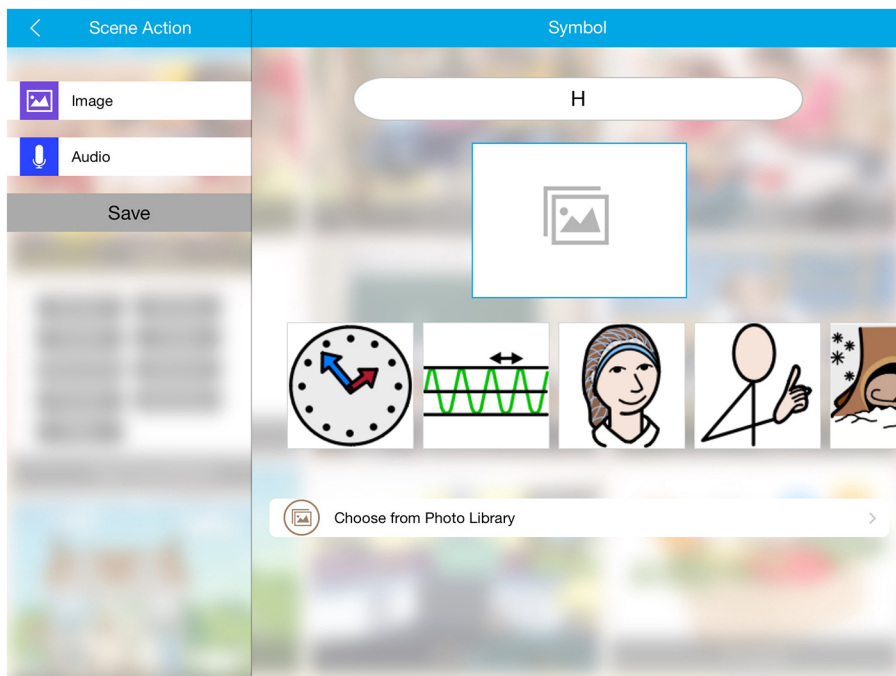 Scene Action
Symbol
Image
Audio
Save
H
Choose from Photo Library